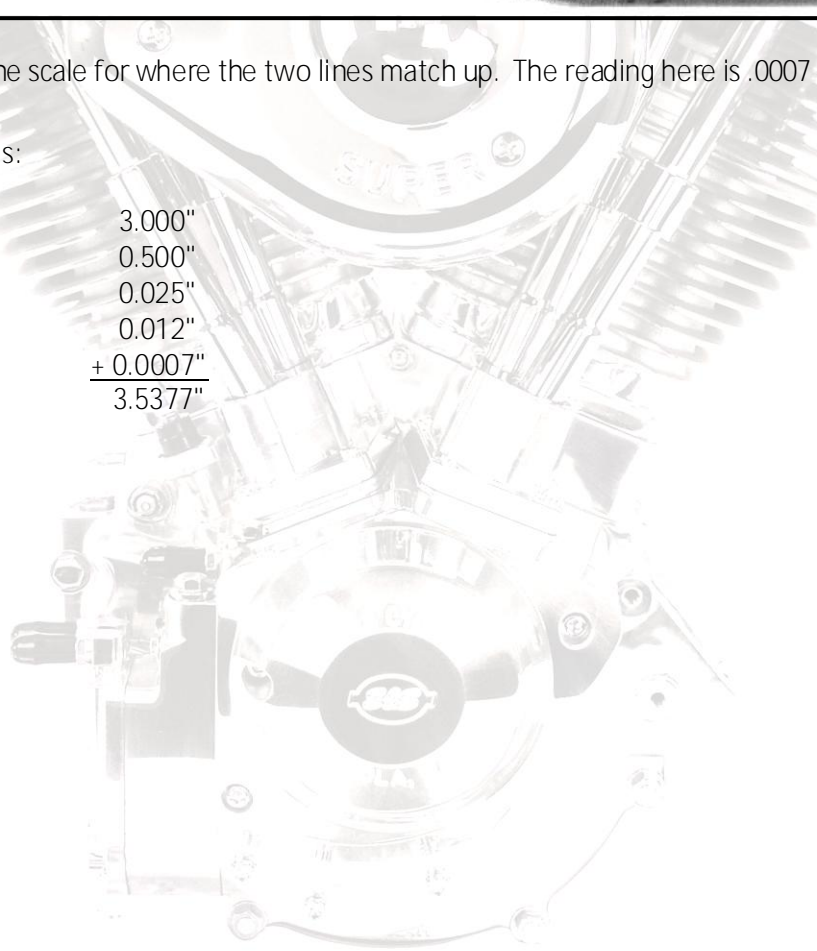 he scale for where the two lines match up. The reading here is .0007
s:
SUPER
3.000"
0.500"
0.025"
0.012"
+ 0.0007"
3.5377"
S&S